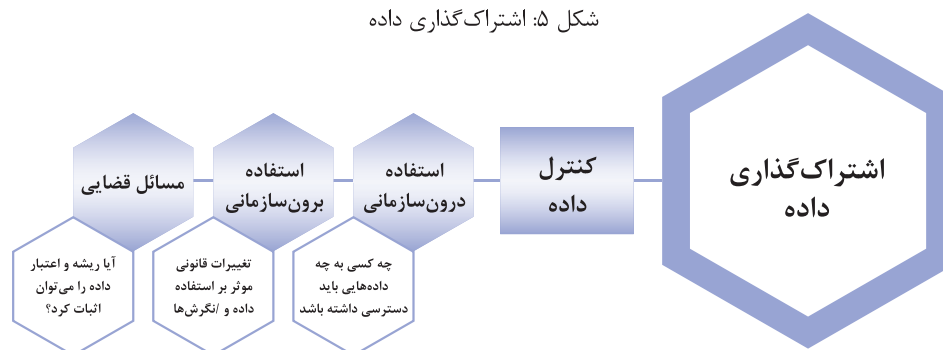 شکل ۵: اشتراک‌گذاری داده
اشتراک‌گذاری
داده
کنترل
داده
استفاده
درون‌سازمانی
چه کسی به چه
داده‌هایی باید
دسترسی داشته باشد
استفاده
برون‌سازمانی
تغییرات قانونی
موثر بر استفاده
داده و /نگرش‌ها
مسائل قضایی
آیا ریشه و اعتبار
داده را می‌توان
اثبات کرد؟